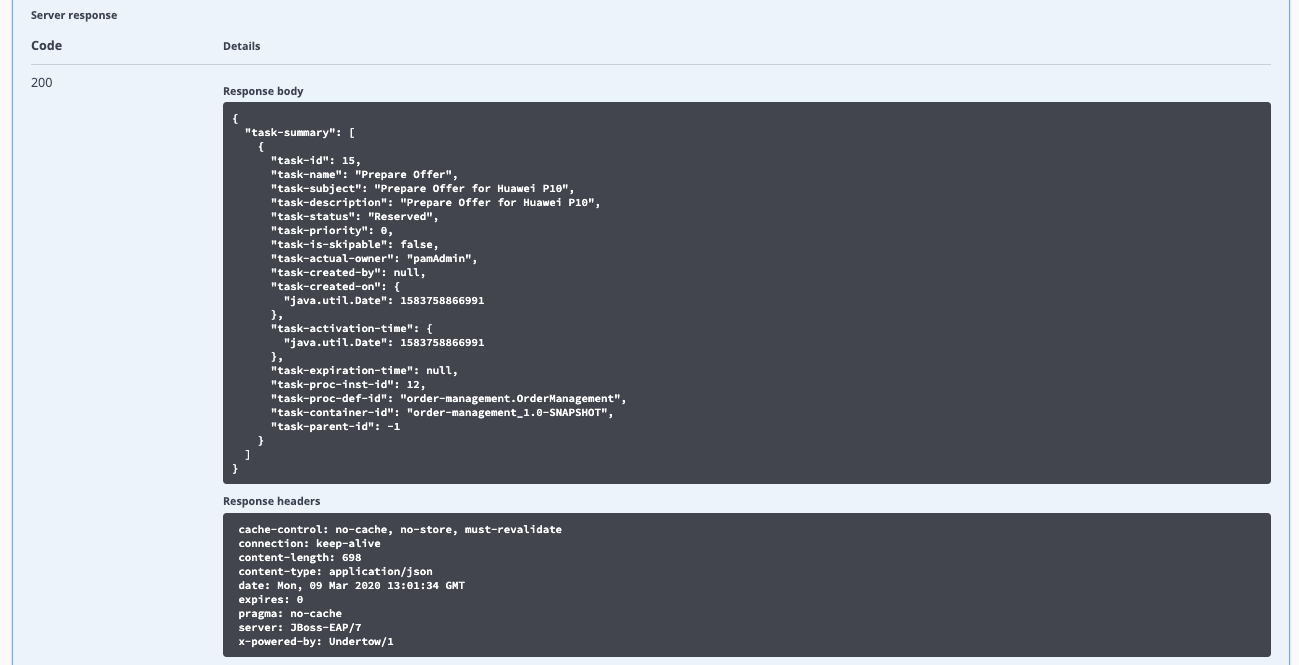 Server response
Code Details
200
Response body
{
  "task-summary": [
    {
      "task-id": 15,
      "task-name": "Prepare Offer",
      "task-subject": "Prepare Offer for Huawei P10",
      "task-description": "Prepare Offer for Huawei P10",
      "task-status": "Reserved",
      "task-priority": 0,
      "task-is-skipable": false,
      "task-actual-owner": "pamAdmin",
      "task-created-by": null,
      "task-created-on": {
        "java.util.Date": 1583758866991
      },
      "task-activation-time": {
        "java.util.Date": 1583758866991
      },
      "task-expiration-time": null,
      "task-proc-inst-id": 12,
      "task-proc-def-id": "order-management.OrderManagement",
      "task-container-id": "order-management_1.0-SNAPSHOT",
      "task-parent-id": -1
    }
  ]
}
Response headers
cache-control: no-cache, no-store, must-revalidate
connection: keep-alive
content-length: 698
content-type: application/json
date: Mon, 09 Mar 2020 13:01:34 GMT
expires: 0
pragma: no-cache
server: JBoss-EAP/7
x-powered-by: Undertow/1